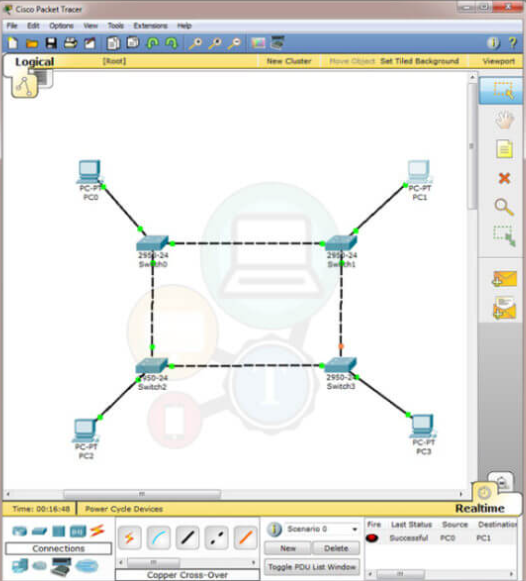 Cisco Packet Tracer
File Edit Options View Tools Extensions Help
Logical [Root] New Cluster Move Object Set Tiled Background Viewport
PC-PT
PC0
PC-PT
PC1
2950-24
Switch0
2950-24
Switch1
2950-24
Switch2
2950-24
Switch3
PC-PT
PC2
PC-PT
PC3
Time: 00:16:48 Power Cycle Devices Realtime
Connections
Copper Cross-Over
Scenario 0
New Delete
Toggle PDU List Window
Fire Last Status Source Destination
Successful PC0 PC1